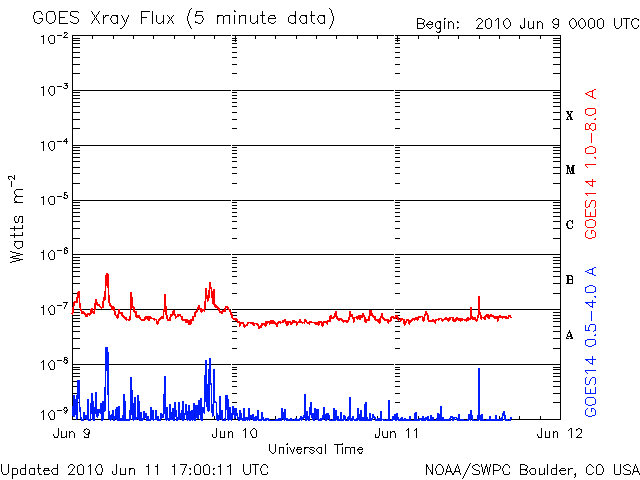 GOES Xray Flux (5 minute data)
Begin: 2010 Jun 9 0000 UTC
10⁻²
10⁻³
10⁻⁴
10⁻⁵
10⁻⁶
10⁻⁷
10⁻⁸
10⁻⁹
Watts m⁻²
X
M
C
B
A
GOES14 1.0-8.0 A
GOES14 0.5-4.0 A
Jun 9 Jun 10 Jun 11 Jun 12
Universal Time
Updated 2010 Jun 11 17:00:11 UTC
NOAA/SWPC Boulder, CO USA